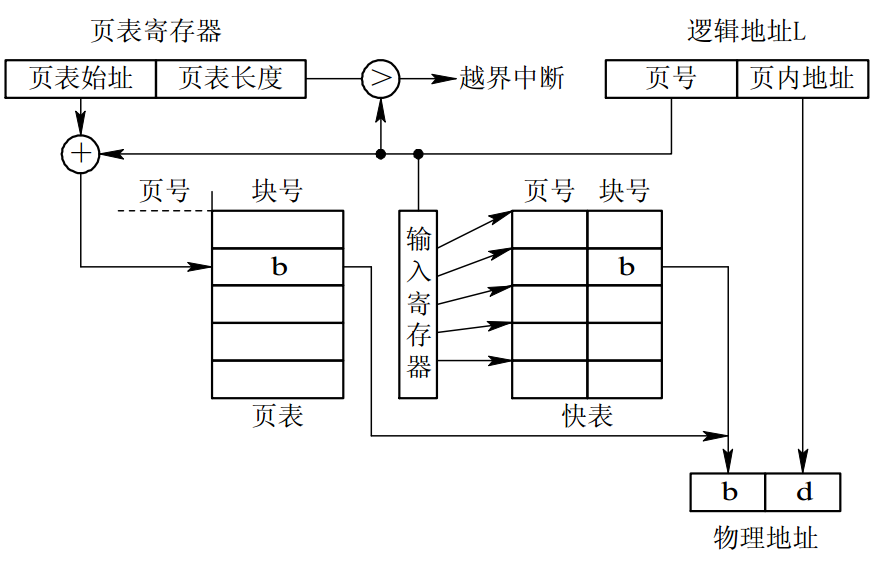 页表寄存器
逻辑地址L
页表始址 页表长度
>
越界中断
页号 页内地址
+
页号 块号
输入寄存器
页号 块号
b
b
页表
快表
b d
物理地址